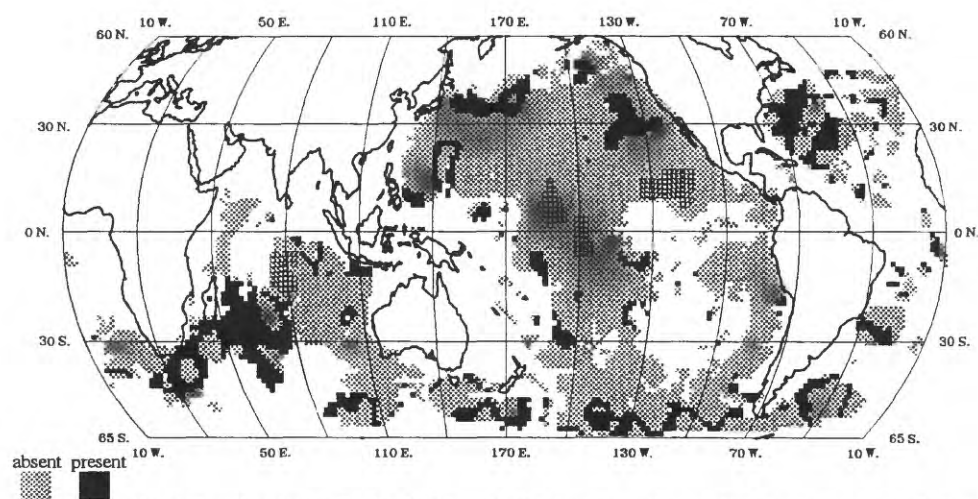 10 W. 50 E. 110 E. 170 E. 130 W. 70 W. 10 W.
60 N. 60 N.
30 N. 30 N.
0 N. 0 N.
30 S. 30 S.
65 S. 65 S.
10 W. 50 E. 110 E. 170 E. 130 W. 70 W. 10 W.
absent present